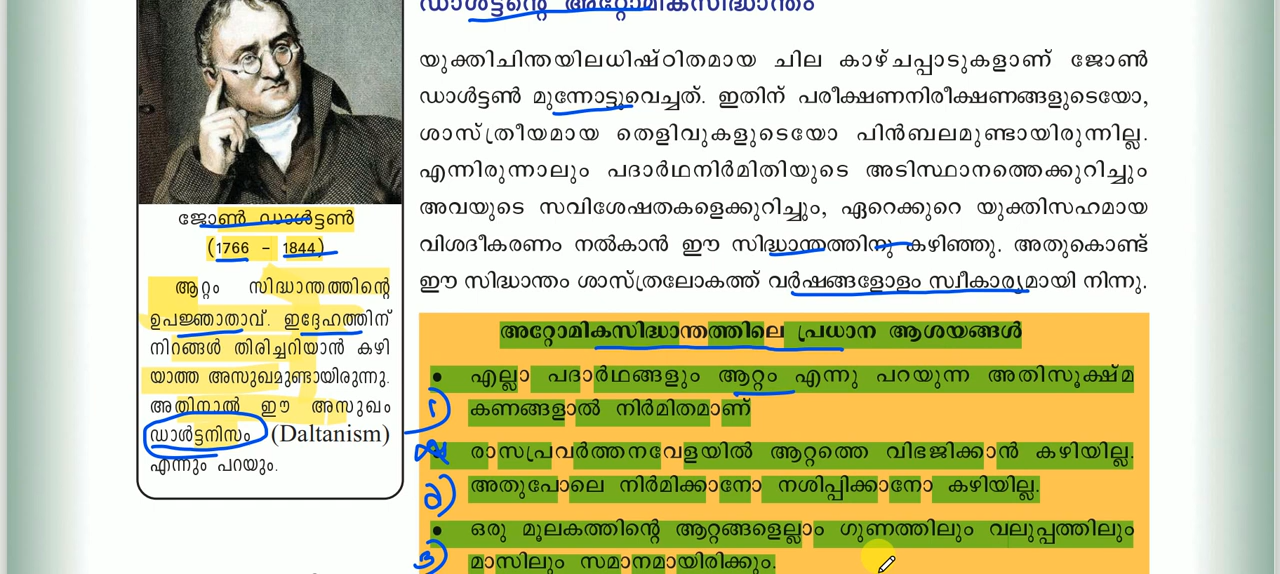 ഡാൾട്ടന്റെ അറ്റോമികസിദ്ധാന്തം
യുക്തിചിന്തയിലധിഷ്ഠിതമായ ചില കാഴ്ചപ്പാടുകളാണ് ജോൺ
ഡാൾട്ടൺ മുന്നോട്ടുവെച്ചത്. ഇതിന് പരീക്ഷണനിരീക്ഷണങ്ങളുടെയോ,
ശാസ്ത്രീയമായ തെളിവുകളുടെയോ പിൻബലമുണ്ടായിരുന്നില്ല.
എന്നിരുന്നാലും പദാർഥനിർമിതിയുടെ അടിസ്ഥാനത്തെക്കുറിച്ചും
അവയുടെ സവിശേഷതകളെക്കുറിച്ചും, ഏറെക്കുറെ യുക്തിസഹമായ
വിശദീകരണം നൽകാൻ ഈ സിദ്ധാന്തത്തിനു കഴിഞ്ഞു. അതുകൊണ്ട്
ഈ സിദ്ധാന്തം ശാസ്ത്രലോകത്ത് വർഷങ്ങളോളം സ്വീകാര്യമായി നിന്നു.
ജോൺ ഡാൾട്ടൺ
(1766 - 1844)
ആറ്റം സിദ്ധാന്തത്തിന്റെ
ഉപജ്ഞാതാവ്. ഇദ്ദേഹത്തിന്
നിറങ്ങൾ തിരിച്ചറിയാൻ കഴി
യാത്ത അസുഖമുണ്ടായിരുന്നു.
അതിനാൽ ഈ അസുഖം
ഡാൾട്ടനിസം (Daltanism)
എന്നും പറയും.
അറ്റോമികസിദ്ധാന്തത്തിലെ പ്രധാന ആശയങ്ങൾ
• എല്ലാ പദാർഥങ്ങളും ആറ്റം എന്നു പറയുന്ന അതിസൂക്ഷ്മ
1) കണങ്ങളാൽ നിർമിതമാണ്
രാസപ്രവർത്തനവേളയിൽ ആറ്റത്തെ വിഭജിക്കാൻ കഴിയില്ല.
2) അതുപോലെ നിർമിക്കാനോ നശിപ്പിക്കാനോ കഴിയില്ല.
• ഒരു മൂലകത്തിന്റെ ആറ്റങ്ങളെല്ലാം ഗുണത്തിലും വലുപ്പത്തിലും
3) മാസിലും സമാനമായിരിക്കും.